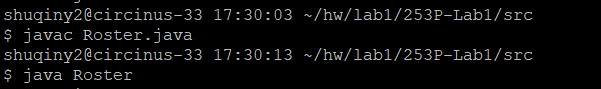 shuqiny2@circinus-33 17:30:03 ~/hw/lab1/253P-Lab1/src
$ javac Roster.java
shuqiny2@circinus-33 17:30:13 ~/hw/lab1/253P-Lab1/src
$ java Roster